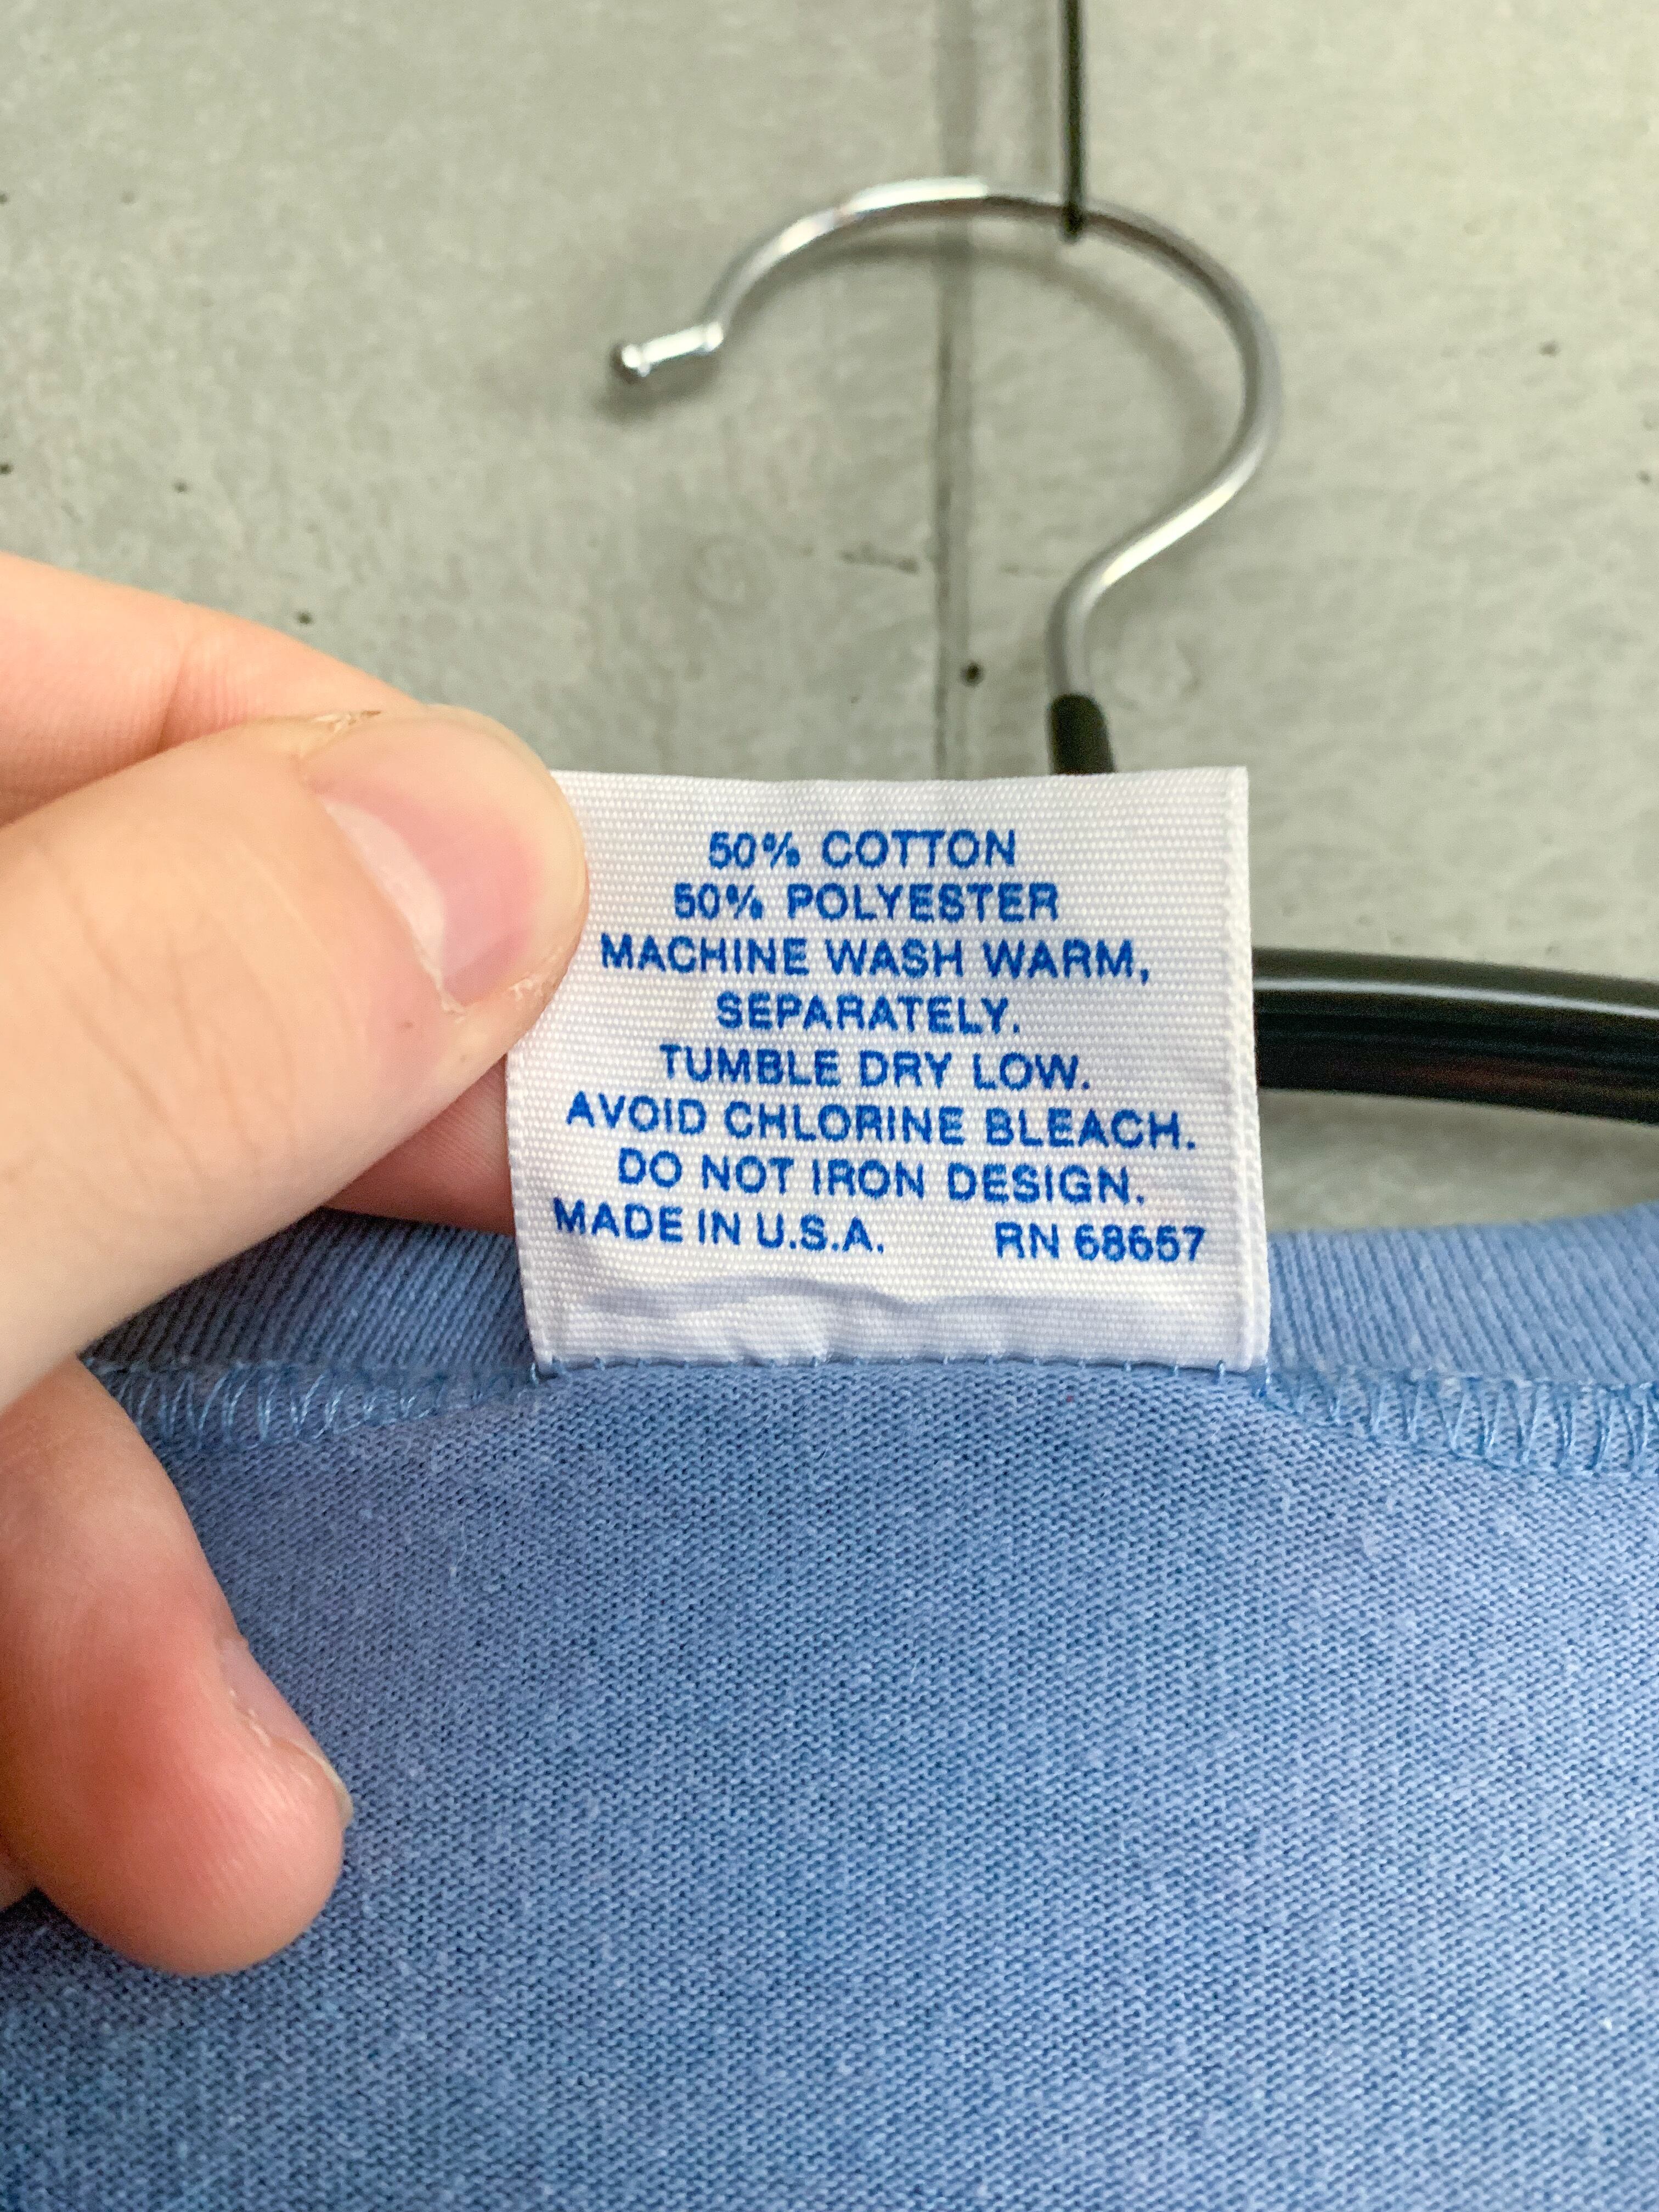 50% COTTON
50% POLYESTER
MACHINE WASH WARM,
SEPARATELY.
TUMBLE DRY LOW.
AVOID CHLORINE BLEACH.
DO NOT IRON DESIGN.
MADE IN U.S.A. RN 68657